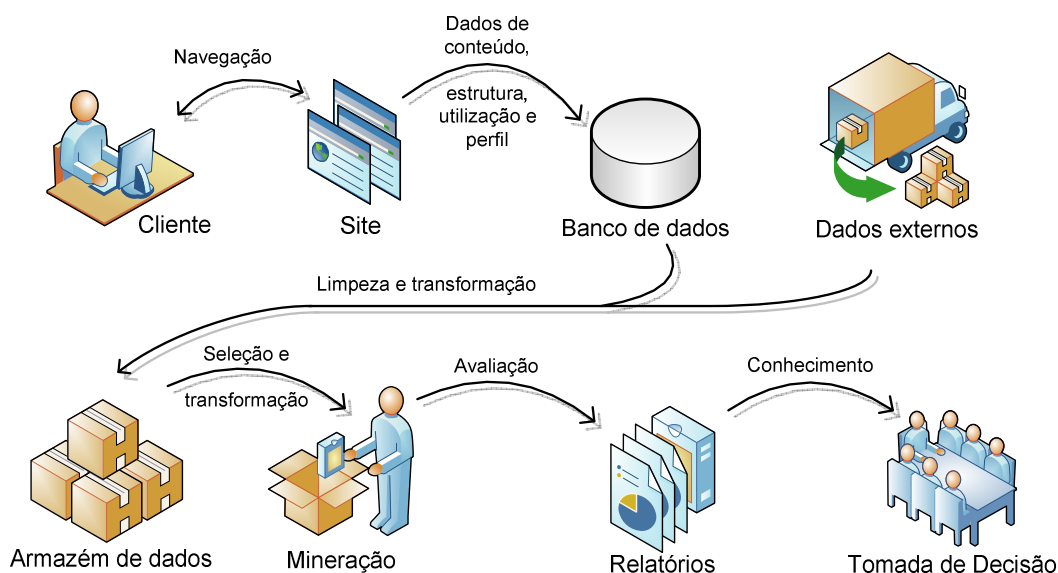 Navegação
Dados de
conteúdo,
estrutura,
utilização e
perfil
Cliente
Site
Banco de dados
Dados externos
Limpeza e transformação
Seleção e
transformação
Avaliação
Conhecimento
Armazém de dados
Mineração
Relatórios
Tomada de Decisão